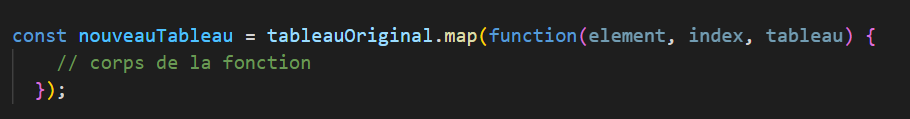 const nouveauTableau = tableauOriginal.map(function(element, index, tableau) {
// corps de la fonction
});